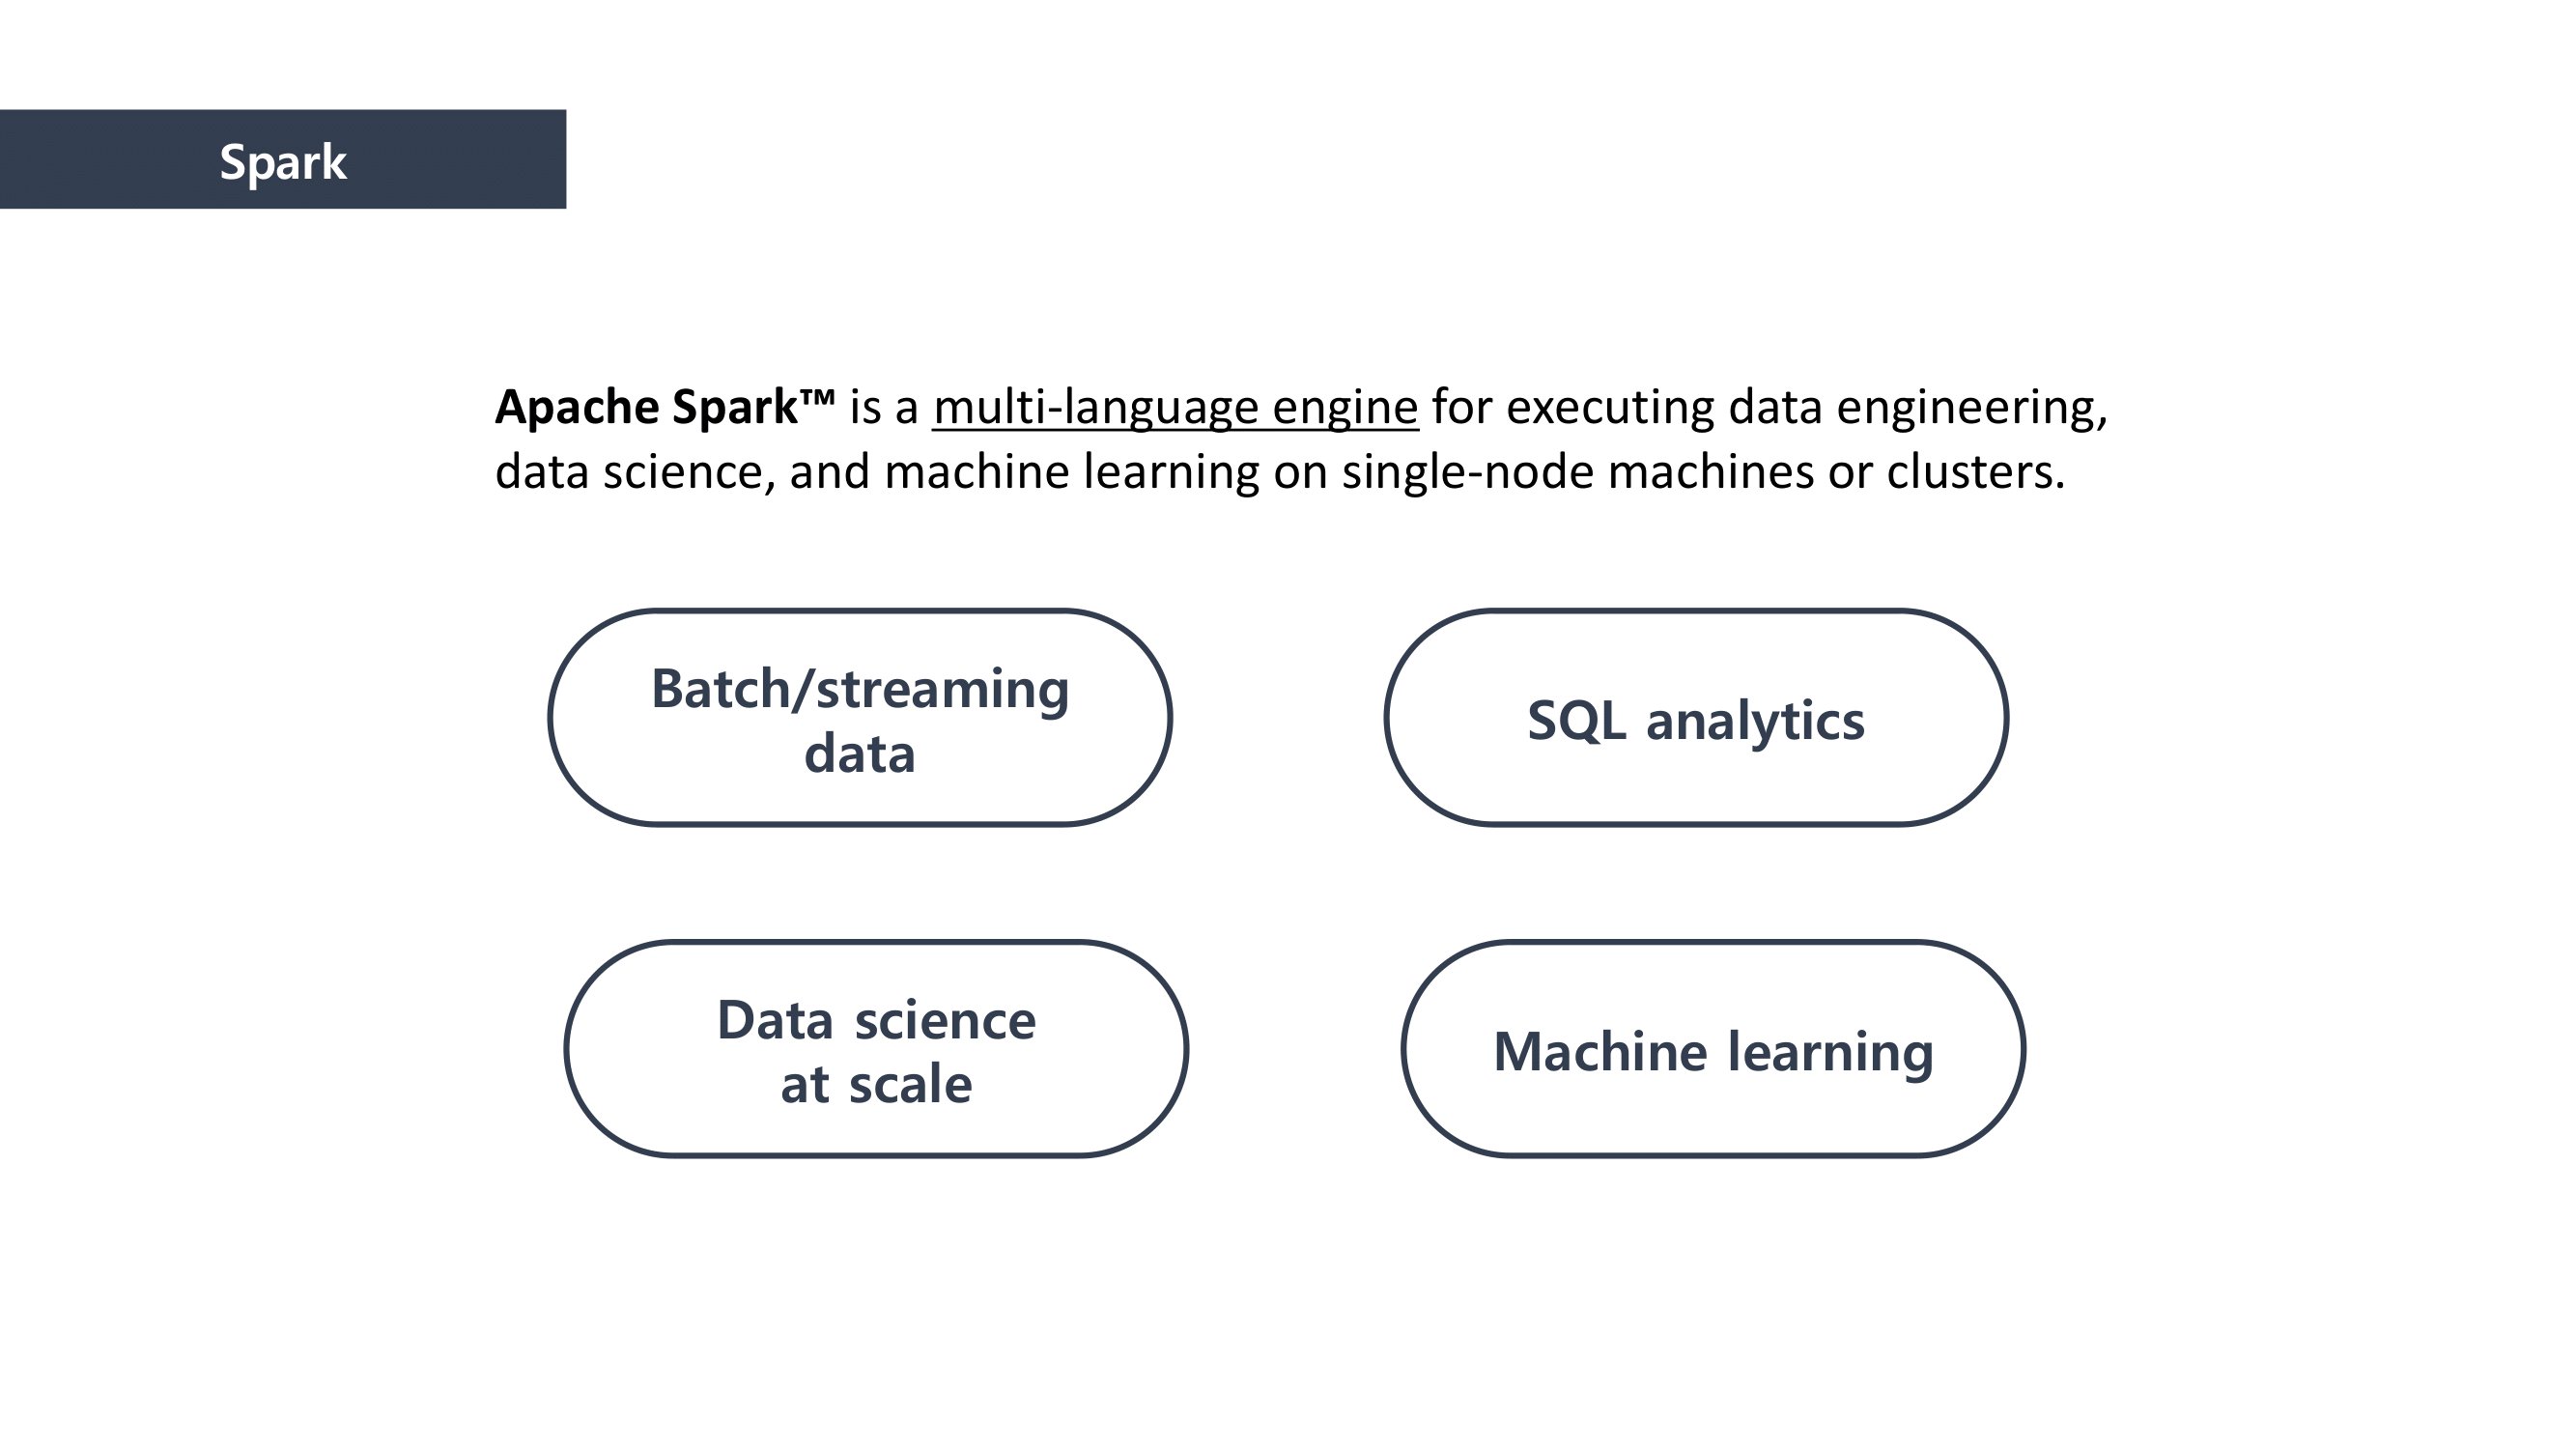 Spark
Apache Spark™ is a multi-language engine for executing data engineering,
data science, and machine learning on single-node machines or clusters.
Batch/streaming
data
SQL analytics
Data science
at scale
Machine learning